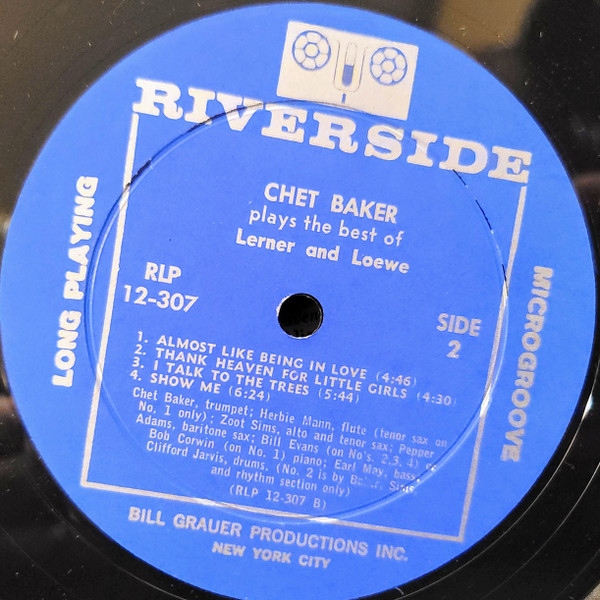 RIVERSIDE
CHET BAKER
plays the best of
Lerner and Loewe
RLP
12-307
SIDE
2
LONG PLAYING
MICROGROOVE
1. ALMOST LIKE BEING IN LOVE (4:46)
2. THANK HEAVEN FOR LITTLE GIRLS (4:30)
3. I TALK TO THE TREES (5:44)
4. SHOW ME (6:24)
Chet Baker, trumpet; Herbie Mann, flute (tenor sax on
No. 1 only); Zoot Sims, alto and tenor sax; Pepper
Adams, baritone sax; Bill Evans (on No's. 2,3, 4) or
Bob Corwin (on No. 1) piano; Earl May, bass;
Clifford Jarvis, drums. (No. 2 is by Baker, Sims
and rhythm section only)
(RLP 12-307 B)
BILL GRAUER PRODUCTIONS INC.
NEW YORK CITY